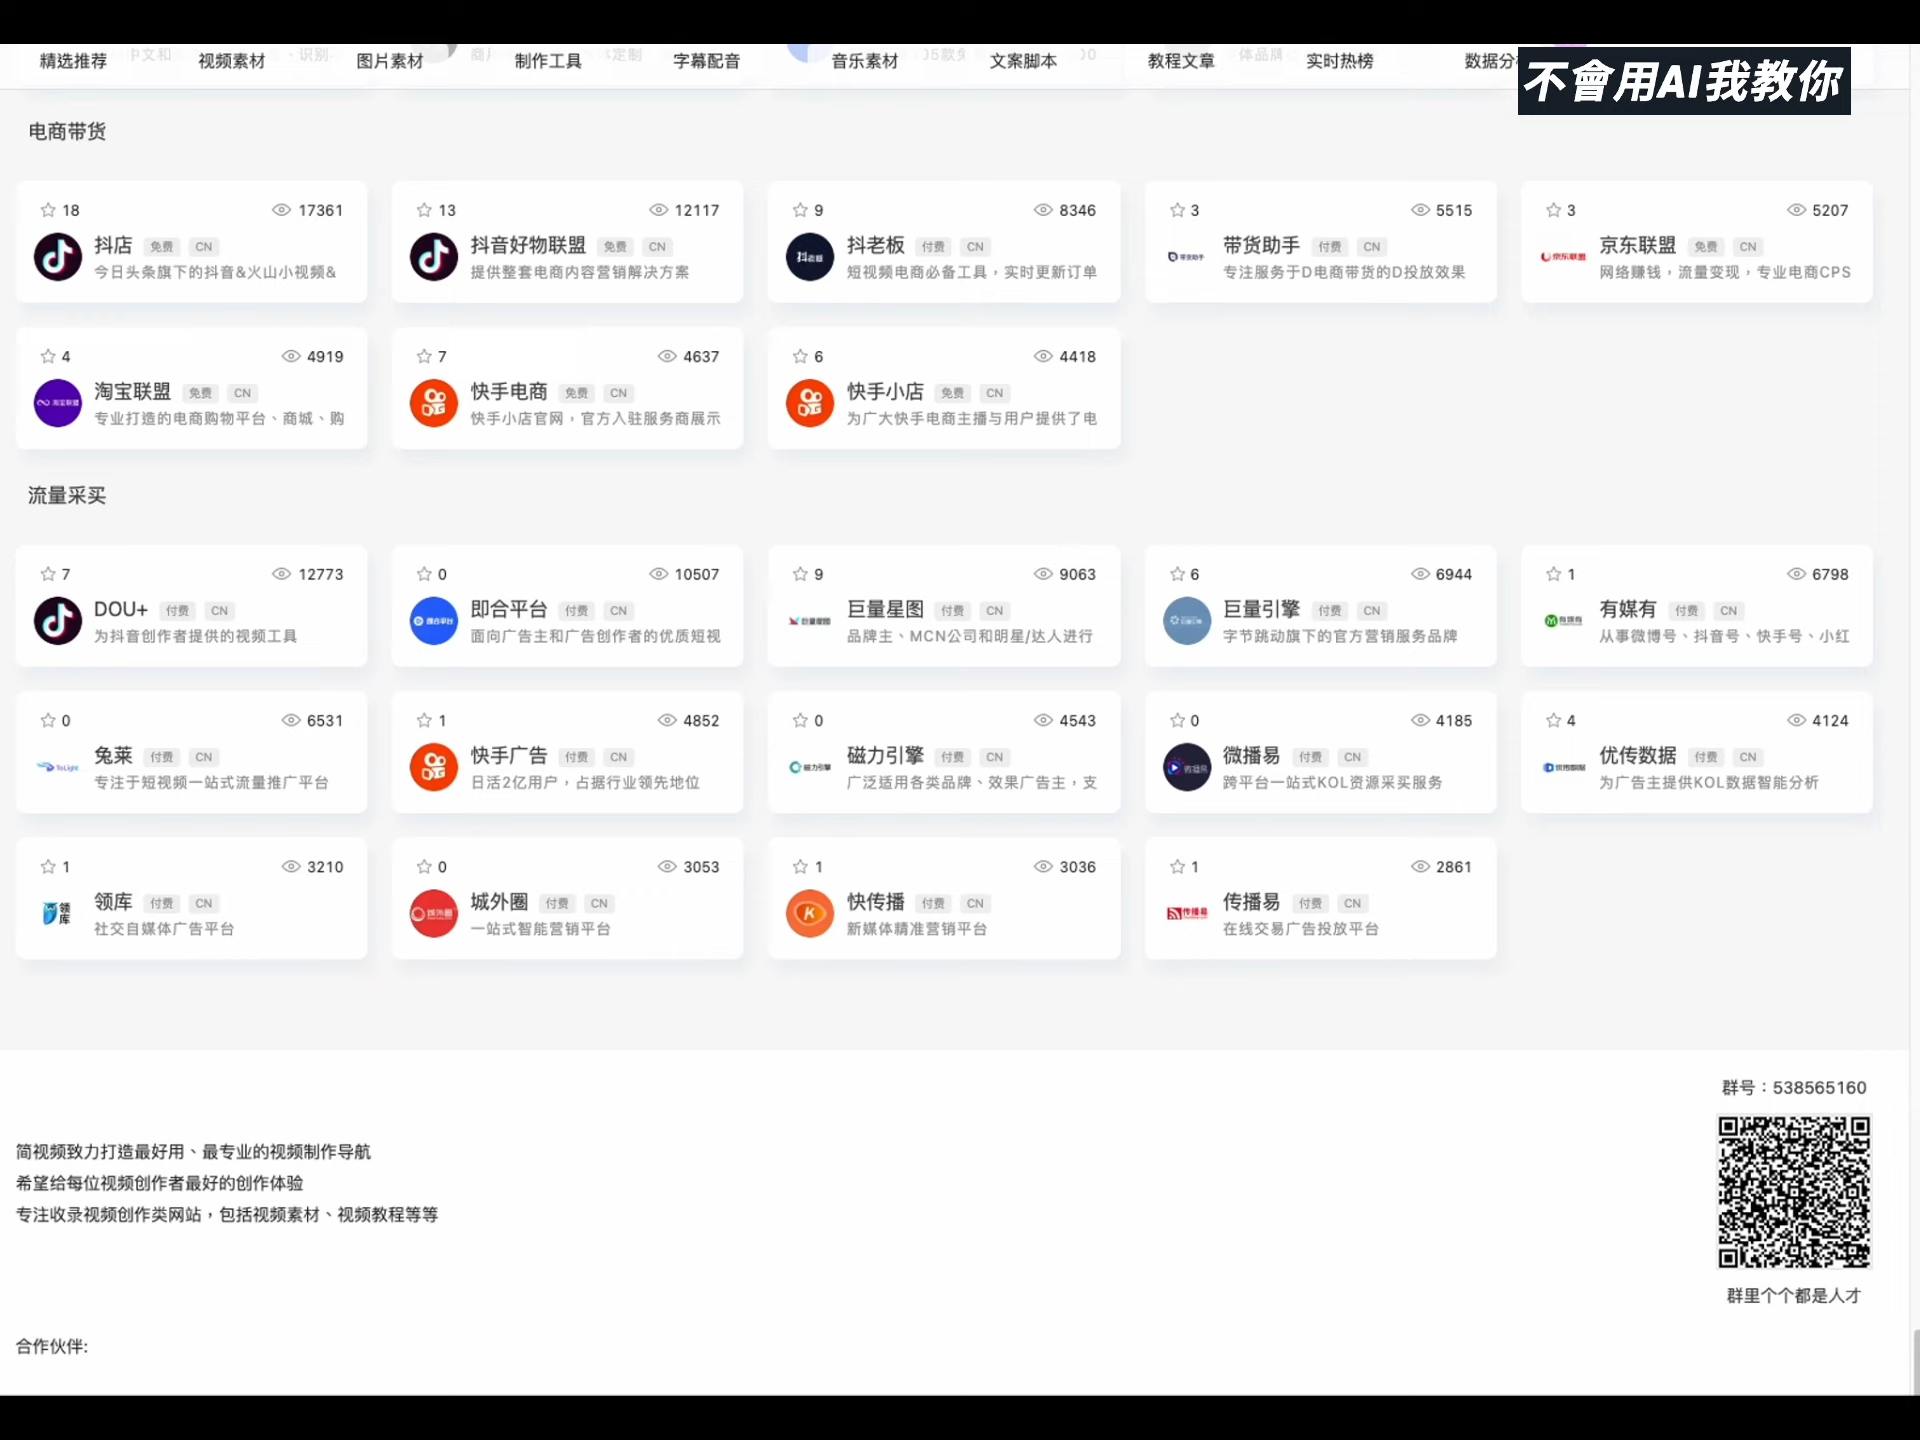 精选推荐 视频素材 图片素材 制作工具 字幕配音 音乐素材 文案脚本 教程文章 实时热榜 数据分
不會用AI我教你
电商带货
18 17361
抖店 免费 CN
今日头条旗下的抖音&火山小视频&
13 12117
抖音好物联盟 免费 CN
提供整套电商内容营销解决方案
9 8346
抖老板 付费 CN
短视频电商必备工具，实时更新订单
3 5515
带货助手 付费 CN
专注服务于D电商带货的D投放效果
3 5207
京东联盟 免费 CN
网络赚钱，流量变现，专业电商CPS
4 4919
淘宝联盟 免费 CN
专业打造的电商购物平台、商城、购
7 4637
快手电商 免费 CN
快手小店官网，官方入驻服务商展示
6 4418
快手小店 免费 CN
为广大快手电商主播与用户提供了电
流量采买
7 12773
DOU+ 付费 CN
为抖音创作者提供的视频工具
0 10507
即合平台 付费 CN
面向广告主和广告创作者的优质短视
9 9063
巨量星图 付费 CN
品牌主、MCN公司和明星/达人进行
6 6944
巨量引擎 付费 CN
字节跳动旗下的官方营销服务品牌
1 6798
有媒有 付费 CN
从事微博号、抖音号、快手号、小红
0 6531
兔莱 付费 CN
专注于短视频一站式流量推广平台
1 4852
快手广告 付费 CN
日活2亿用户，占据行业领先地位
0 4543
磁力引擎 付费 CN
广泛适用各类品牌、效果广告主，支
0 4185
微播易 付费 CN
跨平台一站式KOL资源采买服务
4 4124
优传数据 付费 CN
为广告主提供KOL数据智能分析
1 3210
领库 付费 CN
社交自媒体广告平台
0 3053
城外圈 付费 CN
一站式智能营销平台
1 3036
快传播 付费 CN
新媒体精准营销平台
1 2861
传播易 付费 CN
在线交易广告投放平台
群号：538565160
简视频致力打造最好用、最专业的视频制作导航
希望给每位视频创作者最好的创作体验
专注收录视频创作类网站，包括视频素材、视频教程等等
群里个个都是人才
合作伙伴: